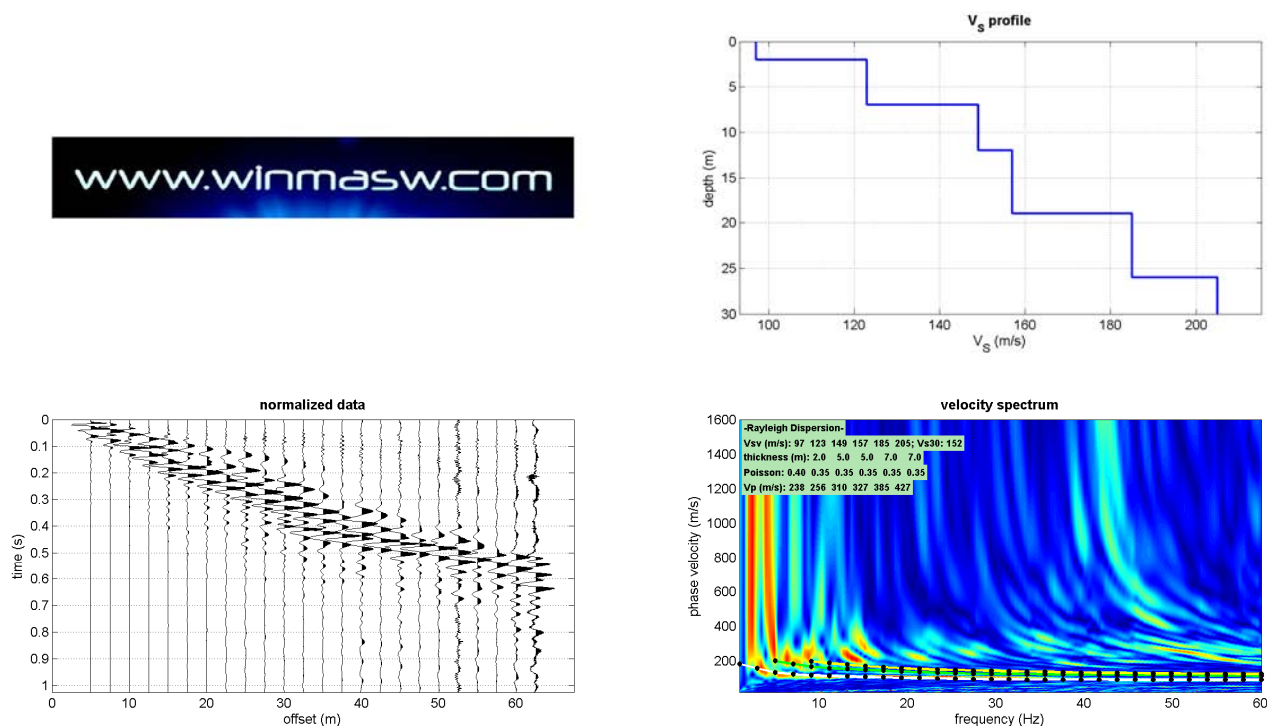 www.winmasw.com
V_S profile
0
5
10
15
20
25
30
depth (m)
100 120 140 160 180 200
V_S (m/s)
normalized data
0
0.1
0.2
0.3
0.4
0.5
0.6
0.7
0.8
0.9
1
time (s)
0 10 20 30 40 50 60
offset (m)
velocity spectrum
1600
1400
1200
1000
800
600
400
200
phase velocity (m/s)
-Rayleigh Dispersion-
Vsv (m/s): 97 123 149 157 185 205; Vs30: 152
thickness (m): 2.0 5.0 5.0 7.0 7.0
Poisson: 0.40 0.35 0.35 0.35 0.35 0.35
Vp (m/s): 238 256 310 327 385 427
10 20 30 40 50 60
frequency (Hz)